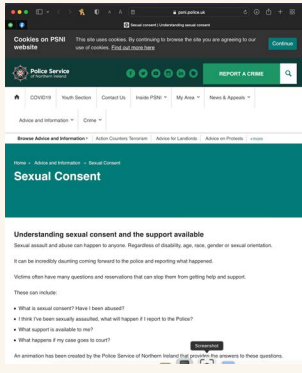 psni.police.uk
Sexual consent | Understanding sexual consent
Cookies on PSNI website
This site uses cookies. By continuing to browse the site you are agreeing to our use of cookies. Find out more here
Continue
Police Service
of Northern Ireland
REPORT A CRIME
COVID19 Youth Section Contact Us Inside PSNI My Area News & Appeals
Advice and Information Crime
Browse Advice and Information > Action Counters Terrorism Advice for Landlords Advice on Protests +more
Home » Advice and Information » Sexual Consent
Sexual Consent
Understanding sexual consent and the support available
Sexual assault and abuse can happen to anyone. Regardless of disability, age, race, gender or sexual orientation.
It can be incredibly daunting coming forward to the police and reporting what happened.
Victims often have many questions and reservations that can stop them from getting help and support.
These can include:
• What is sexual consent? Have I been abused?
• I think I've been sexually assaulted, what will happen if I report to the Police?
• What support is available to me?
• What happens if my case goes to court?
Screenshot
An animation has been created by the Police Service of Northern Ireland that provides the answers to these questions.